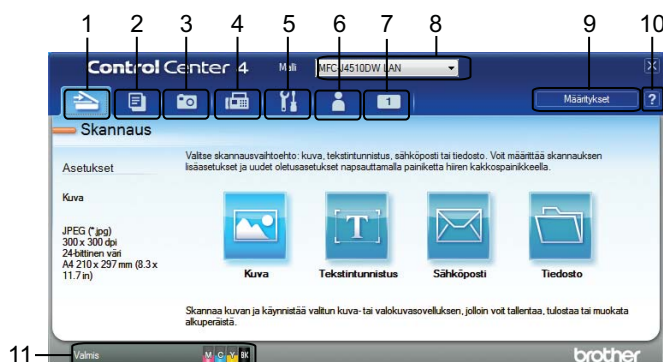 1 2 3 4 5 6 7 8 9 10
Control Center 4 Malli MFC-J4510DW LAN
1 Määritykset ?
Skannaus
Valitse skannausvaihtoehto: kuva, tekstintunnistus, sähköposti tai tiedosto. Voit määrittää skannauksen
lisäasetukset ja uudet oletusasetukset napsauttamalla painiketta hiiren kakkospainikkeella.
Asetukset
Kuva
JPEG (*.jpg)
300 x 300 dpi
24-bittinen väri
A4 210 x 297 mm (8.3 x
11.7 in)
T
Kuva Tekstintunnistus Sähköposti Tiedosto
Skannaa kuvan ja käynnistää valitun kuva- tai valokuvasovelluksen, jolloin voit tallentaa, tulostaa tai muokata
alkuperäistä.
11 Valmis M C Y BK brother